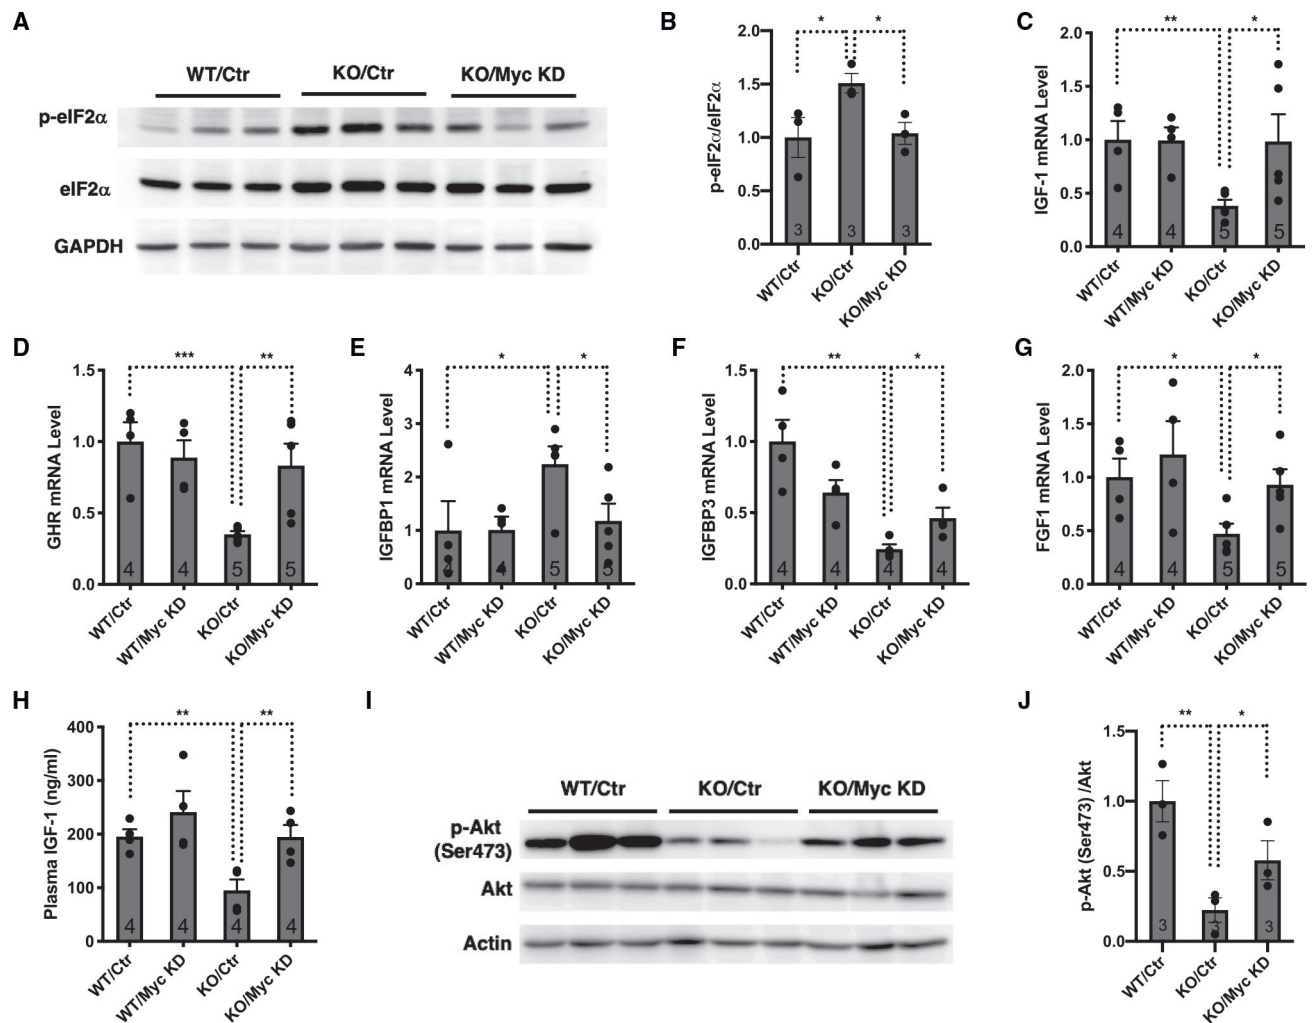 A
WT/Ctr
KO/Ctr
KO/Myc KD
p-eIF2α
eIF2α
GAPDH
B
p-eIF2α/eIF2α
2.0
1.5
1.0
0.5
0.0
*
*
3
3
3
WT/Ctr
KO/Ctr
KO/Myc KD
C
IGF-1 mRNA Level
2.0
1.5
1.0
0.5
0.0
**
*
4
4
5
5
WT/Ctr
WT/Myc KD
KO/Ctr
KO/Myc KD
D
GHR mRNA Level
1.5
1.0
0.5
0.0
***
**
4
4
5
5
WT/Ctr
WT/Myc KD
KO/Ctr
KO/Myc KD
E
IGFBP1 mRNA Level
4
3
2
1
0
*
*
4
4
5
5
WT/Ctr
WT/Myc KD
KO/Ctr
KO/Myc KD
F
IGFBP3 mRNA Level
1.5
1.0
0.5
0.0
**
*
4
4
4
4
WT/Ctr
WT/Myc KD
KO/Ctr
KO/Myc KD
G
FGF1 mRNA Level
2.0
1.5
1.0
0.5
0.0
*
*
4
4
5
5
WT/Ctr
WT/Myc KD
KO/Ctr
KO/Myc KD
H
Plasma IGF-1 (ng/ml)
400
300
200
100
0
**
**
4
4
4
4
WT/Ctr
WT/Myc KD
KO/Ctr
KO/Myc KD
I
WT/Ctr
KO/Ctr
KO/Myc KD
p-Akt
(Ser473)
Akt
Actin
J
p-Akt (Ser473) /Akt
1.5
1.0
0.5
0.0
**
*
3
3
3
WT/Ctr
KO/Ctr
KO/Myc KD